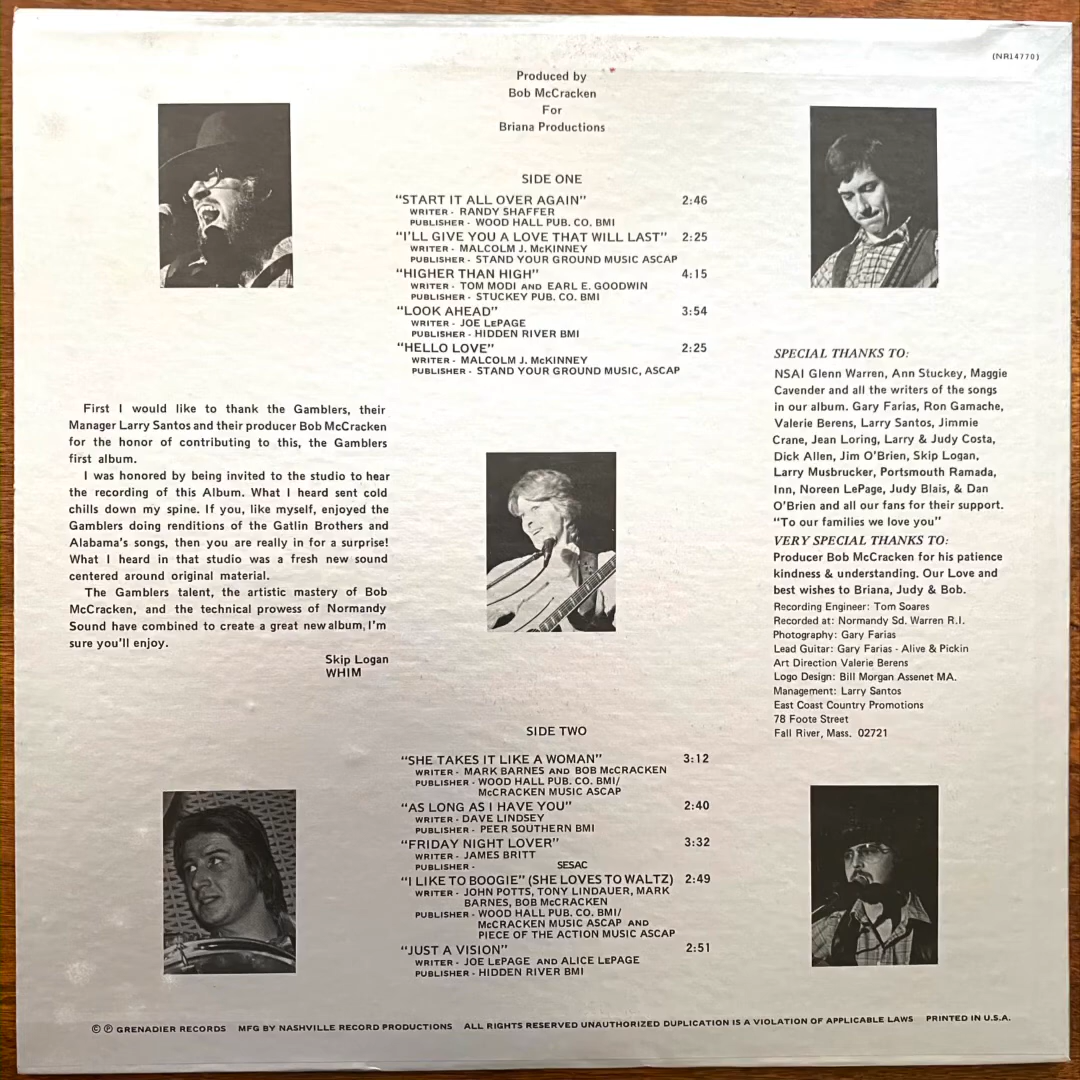 (NR14770)
Produced by
Bob McCracken
For
Briana Productions
SIDE ONE
"START IT ALL OVER AGAIN" 2:46
WRITER - RANDY SHAFFER
PUBLISHER - WOOD HALL PUB. CO. BMI
"I'LL GIVE YOU A LOVE THAT WILL LAST" 2:25
WRITER - MALCOLM J. McKINNEY
PUBLISHER - STAND YOUR GROUND MUSIC ASCAP
"HIGHER THAN HIGH" 4:15
WRITER - TOM MODI AND EARL E. GOODWIN
PUBLISHER - STUCKEY PUB. CO. BMI
"LOOK AHEAD" 3:54
WRITER - JOE LePAGE
PUBLISHER - HIDDEN RIVER BMI
"HELLO LOVE" 2:25
WRITER - MALCOLM J. McKINNEY
PUBLISHER - STAND YOUR GROUND MUSIC, ASCAP
First I would like to thank the Gamblers, their
Manager Larry Santos and their producer Bob McCracken
for the honor of contributing to this, the Gamblers
first album.
I was honored by being invited to the studio to hear
the recording of this Album. What I heard sent cold
chills down my spine. If you, like myself, enjoyed the
Gamblers doing renditions of the Gatlin Brothers and
Alabama's songs, then you are really in for a surprise!
What I heard in that studio was a fresh new sound
centered around original material.
The Gamblers talent, the artistic mastery of Bob
McCracken, and the technical prowess of Normandy
Sound have combined to create a great new album, I'm
sure you'll enjoy.
Skip Logan
WHIM
SPECIAL THANKS TO:
NSAI Glenn Warren, Ann Stuckey, Maggie
Cavender and all the writers of the songs
in our album. Gary Farias, Ron Gamache,
Valerie Berens, Larry Santos, Jimmie
Crane, Jean Loring, Larry & Judy Costa,
Dick Allen, Jim O'Brien, Skip Logan,
Larry Musbrucker, Portsmouth Ramada,
Inn, Noreen LePage, Judy Blais, & Dan
O'Brien and all our fans for their support.
"To our families we love you"
VERY SPECIAL THANKS TO:
Producer Bob McCracken for his patience
kindness & understanding. Our Love and
best wishes to Briana, Judy & Bob.
Recording Engineer: Tom Soares
Recorded at: Normandy Sd. Warren R.I.
Photography: Gary Farias
Lead Guitar: Gary Farias - Alive & Pickin
Art Direction Valerie Berens
Logo Design: Bill Morgan Assenet MA.
Management: Larry Santos
East Coast Country Promotions
78 Foote Street
Fall River, Mass. 02721
SIDE TWO
"SHE TAKES IT LIKE A WOMAN" 3:12
WRITER - MARK BARNES AND BOB McCRACKEN
PUBLISHER - WOOD HALL PUB. CO. BMI/
McCRACKEN MUSIC ASCAP
"AS LONG AS I HAVE YOU" 2:40
WRITER - DAVE LINDSEY
PUBLISHER - PEER SOUTHERN BMI
"FRIDAY NIGHT LOVER" 3:32
WRITER - JAMES BRITT
PUBLISHER - SESAC
"I LIKE TO BOOGIE" (SHE LOVES TO WALTZ) 2:49
WRITER - JOHN POTTS, TONY LINDAUER, MARK
BARNES, BOB McCRACKEN
PUBLISHER - WOOD HALL PUB. CO. BMI/
McCRACKEN MUSIC ASCAP AND
PIECE OF THE ACTION MUSIC ASCAP
"JUST A VISION" 2:51
WRITER - JOE LePAGE AND ALICE LePAGE
PUBLISHER - HIDDEN RIVER BMI
© ℗ GRENADIER RECORDS MFG BY NASHVILLE RECORD PRODUCTIONS ALL RIGHTS RESERVED UNAUTHORIZED DUPLICATION IS A VIOLATION OF APPLICABLE LAWS PRINTED IN U.S.A.